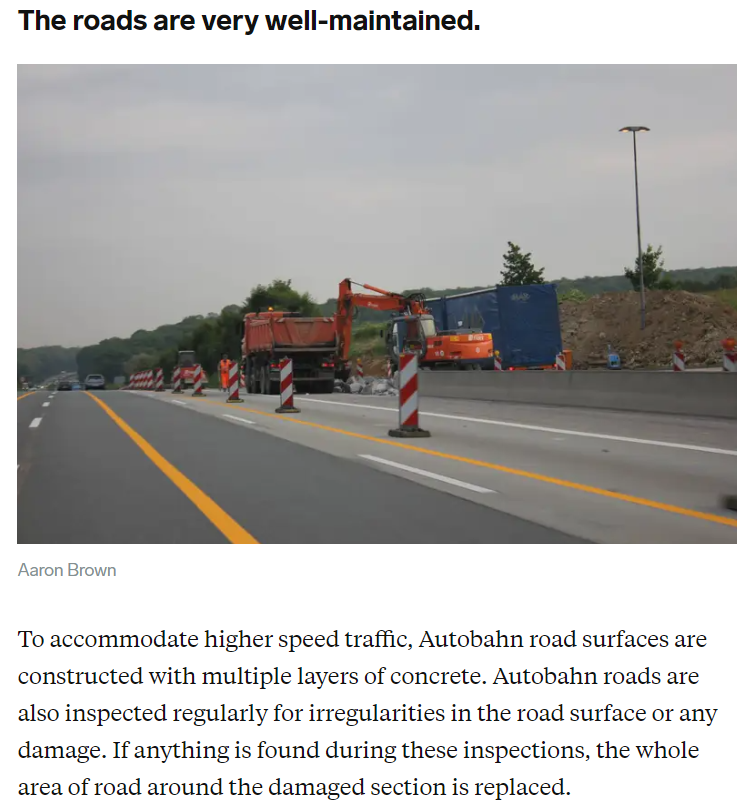 The roads are very well-maintained.
Aaron Brown
To accommodate higher speed traffic, Autobahn road surfaces are
constructed with multiple layers of concrete. Autobahn roads are
also inspected regularly for irregularities in the road surface or any
damage. If anything is found during these inspections, the whole
area of road around the damaged section is replaced.